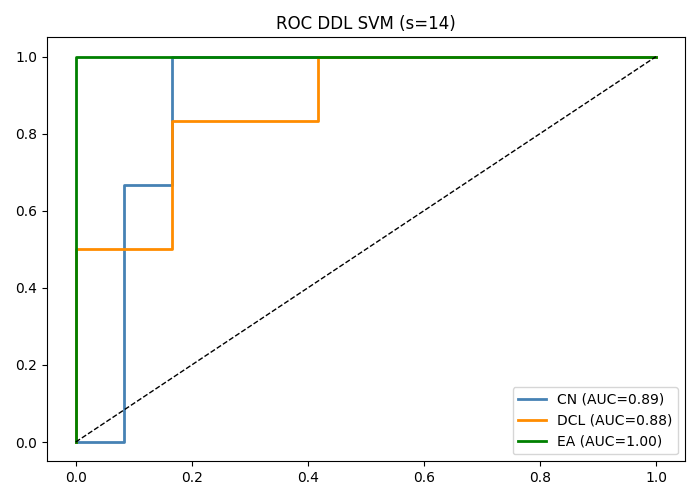 ROC DDL SVM (s=14)
1.0
0.8
0.6
0.4
0.2
0.0
0.0 0.2 0.4 0.6 0.8 1.0
CN (AUC=0.89)
DCL (AUC=0.88)
EA (AUC=1.00)